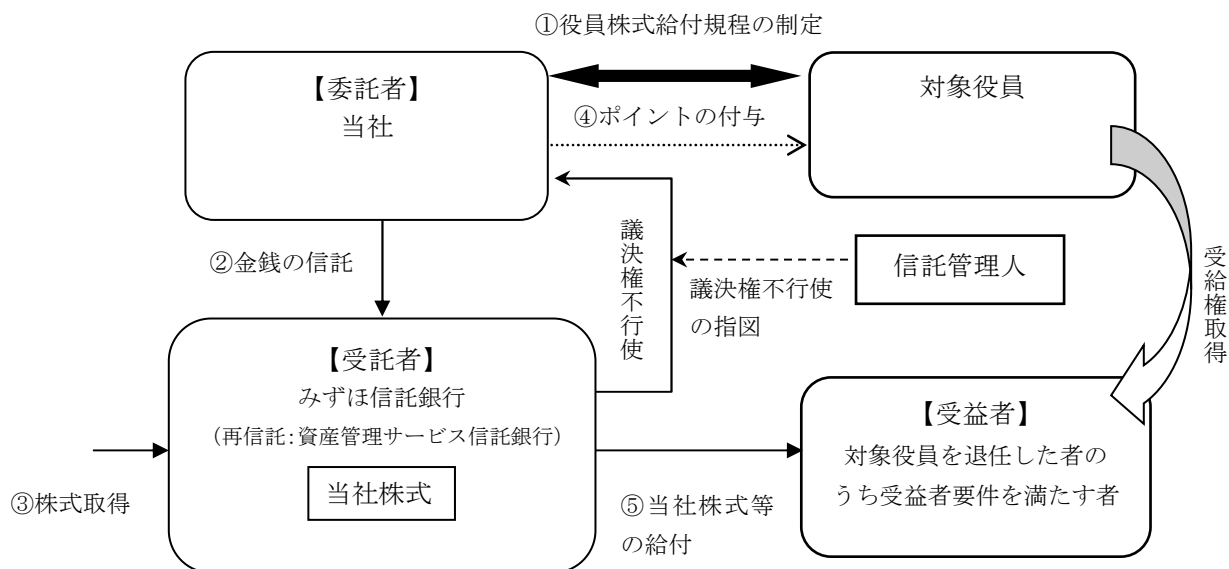 ①役員株式給付規程の制定
【委託者】
当社
対象役員
④ポイントの付与
②金銭の信託
議決権不行使
議決権不行使
の指図
信託管理人
受給権取得
【受託者】
みずほ信託銀行
(再信託:資産管理サービス信託銀行)
当社株式
③株式取得
⑤当社株式等
の給付
【受益者】
対象役員を退任した者の
うち受益者要件を満たす者